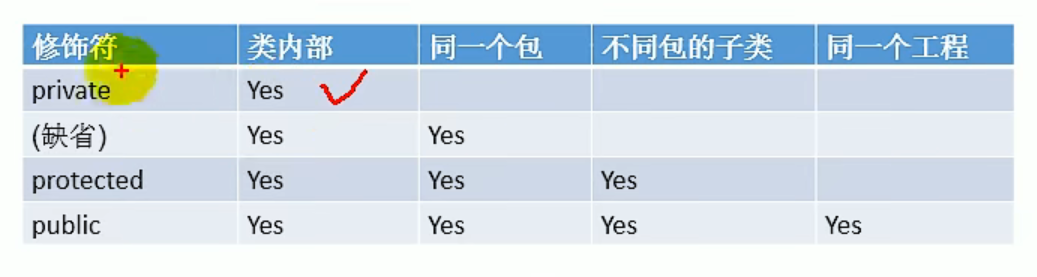 修饰符 类内部 同一个包 不同包的子类 同一个工程
private Yes
(缺省) Yes Yes
protected Yes Yes Yes
public Yes Yes Yes Yes